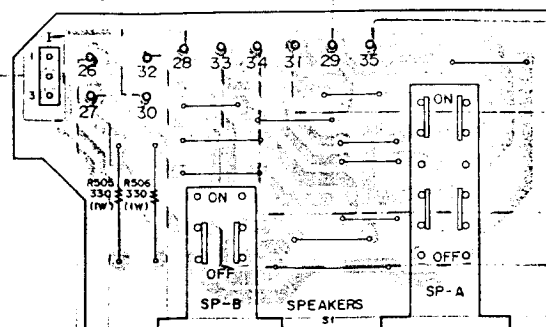 1
26
32
28
33
34
31
29
35
3
27
30
ON
R505
330
(1W)
R506
330
(1W)
ON
OFF
OFF
SP-B
SPEAKERS
S1
SP-A